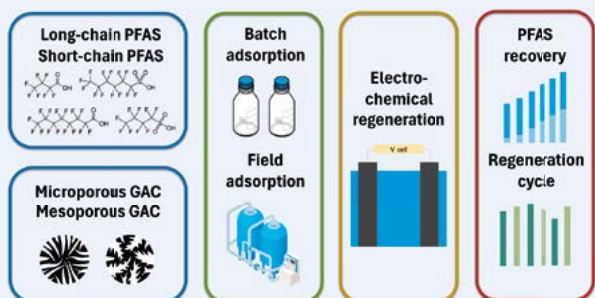 Long-chain PFAS
Short-chain PFAS
Microporous GAC
Mesoporous GAC
Batch
adsorption
Field
adsorption
Electro-
chemical
regeneration
V cell
PFAS
recovery
Regeneration
cycle